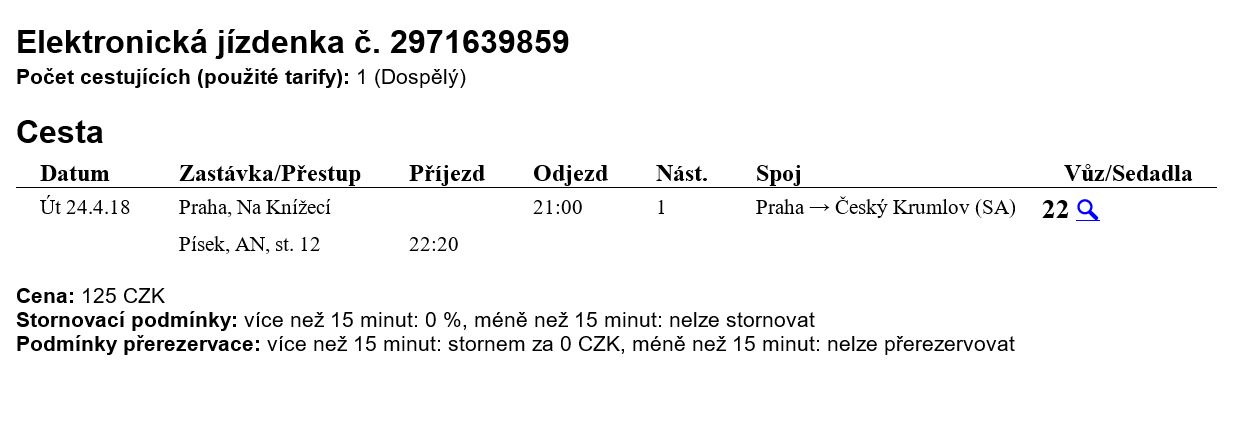 Elektronická jízdenka č. 2971639859
Počet cestujících (použité tarify): 1 (Dospělý)
Cesta
Datum Zastávka/Přestup Příjezd Odjezd Nást. Spoj Vůz/Sedadla
Út 24.4.18 Praha, Na Knížecí 21:00 1 Praha → Český Krumlov (SA) 22
Písek, AN, st. 12 22:20
Cena: 125 CZK
Stornovací podmínky: více než 15 minut: 0 %, méně než 15 minut: nelze stornovat
Podmínky přerezervace: více než 15 minut: stornem za 0 CZK, méně než 15 minut: nelze přerezervovat